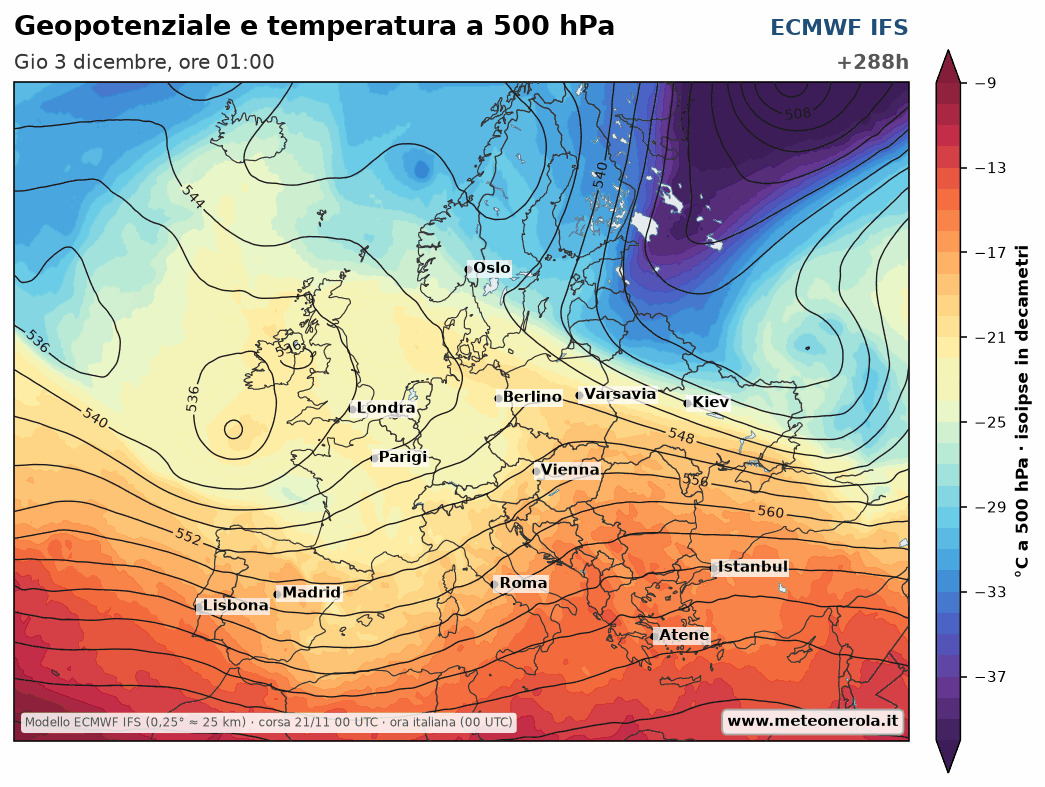 Geopotenziale e temperatura a 500 hPa
ECMWF IFS
Gio 3 dicembre, ore 01:00
+288h
508
544
540
Oslo
536
536
536
Londra
Berlino
Varsavia
Kiev
540
548
Parigi
Vienna
556
560
552
Istanbul
Roma
Madrid
Lisbona
Atene
Modello ECMWF IFS (0,25° ≈ 25 km) · corsa 21/11 00 UTC · ora italiana (00 UTC)
www.meteonerola.it
−9
−13
−17
−21
−25
−29
−33
−37
°C a 500 hPa · isoipse in decametri